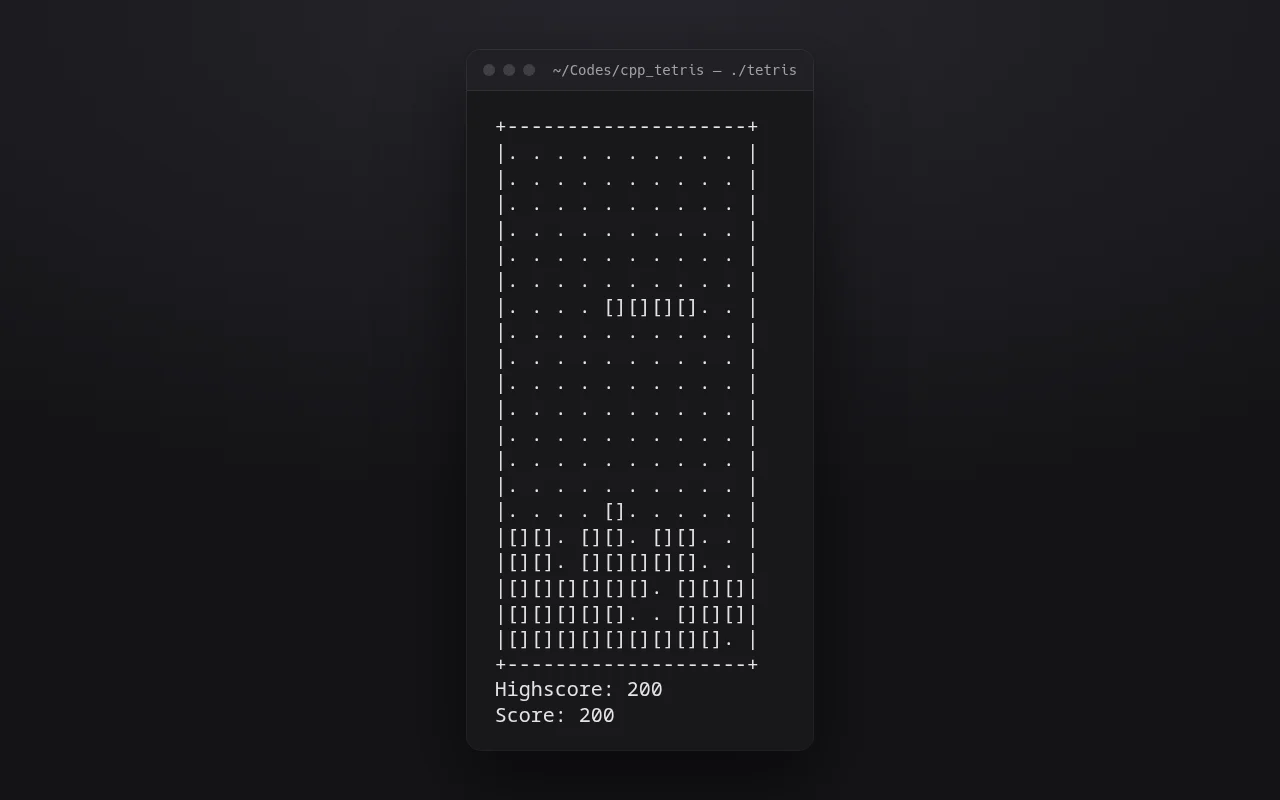 ~/Codes/cpp_tetris — ./tetris
+--------------------+
|. . . . . . . . . . |
|. . . . . . . . . . |
|. . . . . . . . . . |
|. . . . . . . . . . |
|. . . . . . . . . . |
|. . . . . . . . . . |
|. . . . [][][][]. . |
|. . . . . . . . . . |
|. . . . . . . . . . |
|. . . . . . . . . . |
|. . . . . . . . . . |
|. . . . . . . . . . |
|. . . . . . . . . . |
|. . . . . . . . . . |
|. . . . []. . . . . |
|[][]. [][]. [][]. . |
|[][]. [][][][][]. . |
|[][][][][][]. [][][]|
|[][][][][]. . [][][]|
|[][][][][][][][][]. |
+--------------------+
Highscore: 200
Score: 200